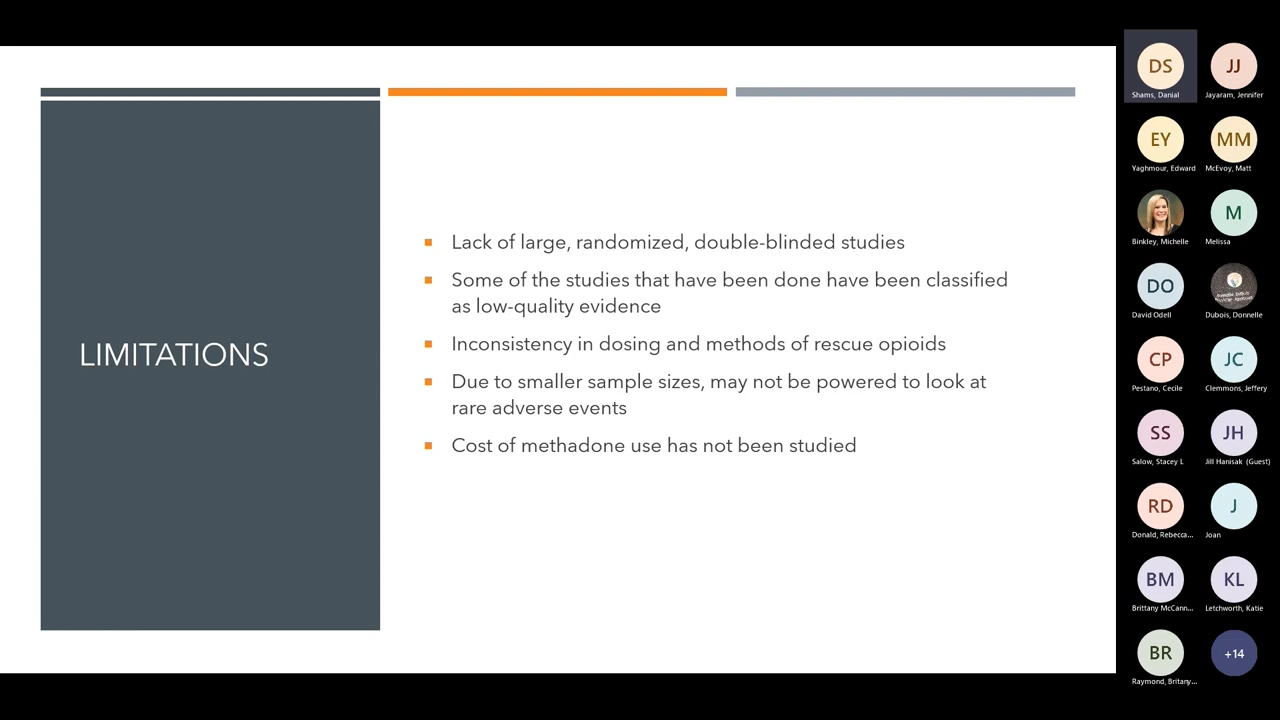 LIMITATIONS
Lack of large, randomized, double-blinded studies
Some of the studies that have been done have been classified
as low-quality evidence
Inconsistency in dosing and methods of rescue opioids
Due to smaller sample sizes, may not be powered to look at
rare adverse events
Cost of methadone use has not been studied
DS
Shams, Danial
JJ
Jayaram, Jennifer
EY
Yaghmour, Edward
MM
McEvoy, Matt
Binkley, Michelle
M
Melissa
DO
David Odell
Dubois, Donnelle
CP
Pestano, Cecile
JC
Clemmons, Jeffery
SS
Salow, Stacey L
JH
Jill Hanisak (Guest)
RD
Donald, Rebecca...
J
Joan
BM
Brittany McCann...
KL
Letchworth, Katie
BR
Raymond, Britany...
+14